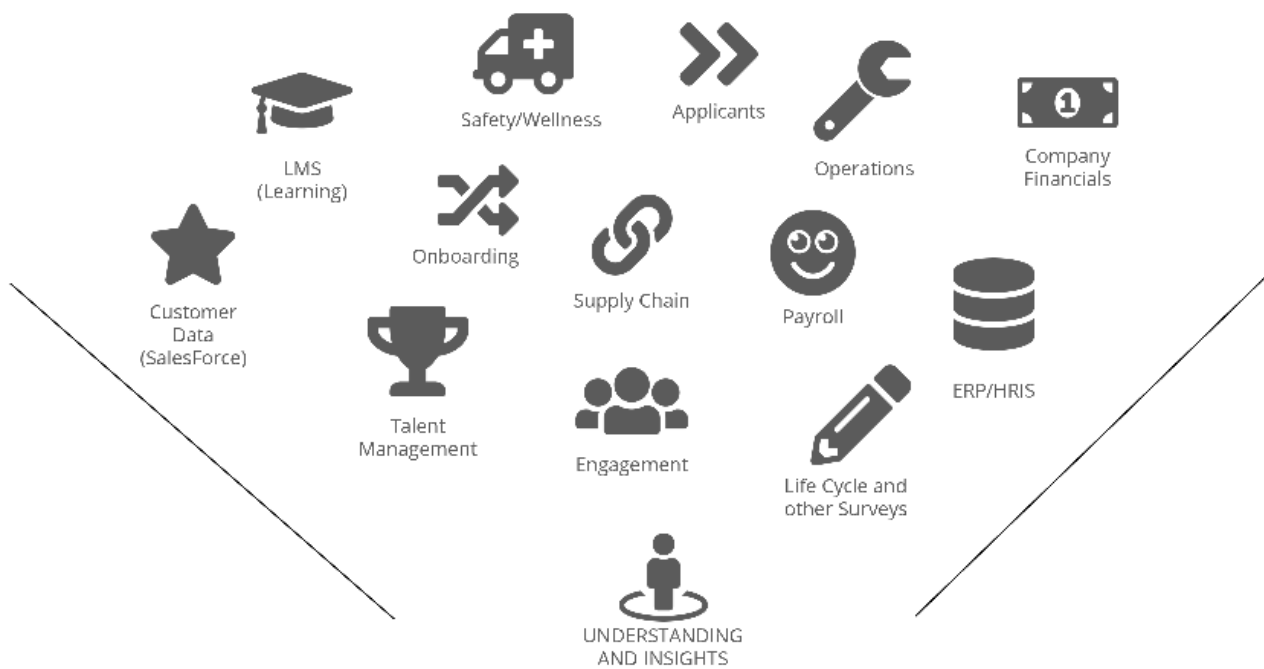 Safety/Wellness
Applicants
LMS
(Learning)
Operations
1
Company
Financials
Onboarding
Supply Chain
Payroll
Customer
Data
(SalesForce)
ERP/HRIS
Talent
Management
Engagement
Life Cycle and
other Surveys
UNDERSTANDING
AND INSIGHTS